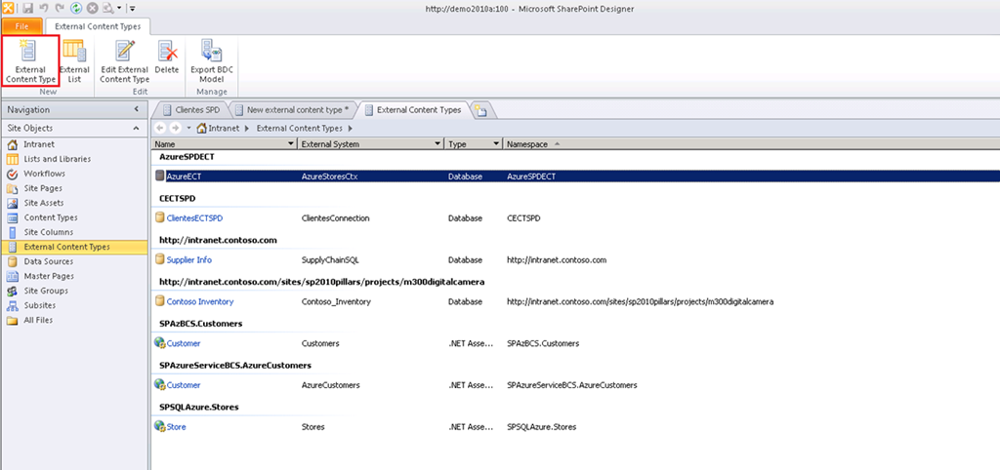 http://demo2010a:100 - Microsoft SharePoint Designer
File External Content Types
External Content Type
External List
Edit External Content Type
Delete
Export BDC Model
New Edit Manage
Navigation
Clientes SPD New external content type * External Content Types
Site Objects
Intranet External Content Types
Intranet
Lists and Libraries
Workflows
Site Pages
Site Assets
Content Types
Site Columns
External Content Types
Data Sources
Master Pages
Site Groups
Subsites
All Files
Name External System Type Namespace
AzureSPDECT
AzureECT AzureStoresCtx Database AzureSPDECT
CECTSPD
ClientesECTSPD ClientesConnection Database CECTSPD
http://intranet.contoso.com
Supplier Info SupplyChainSQL Database http://intranet.contoso.com
http://intranet.contoso.com/sites/sp2010pillars/projects/m300digitalcamera
Contoso Inventory Contoso_Inventory Database http://intranet.contoso.com/sites/sp2010pillars/projects/m300digitalcamera
SPAzBCS.Customers
Customer Customers .NET Asse... SPAzBCS.Customers
SPAzureServiceBCS.AzureCustomers
Customer AzureCustomers .NET Asse... SPAzureServiceBCS.AzureCustomers
SPSQLAzure.Stores
Store Stores .NET Asse... SPSQLAzure.Stores